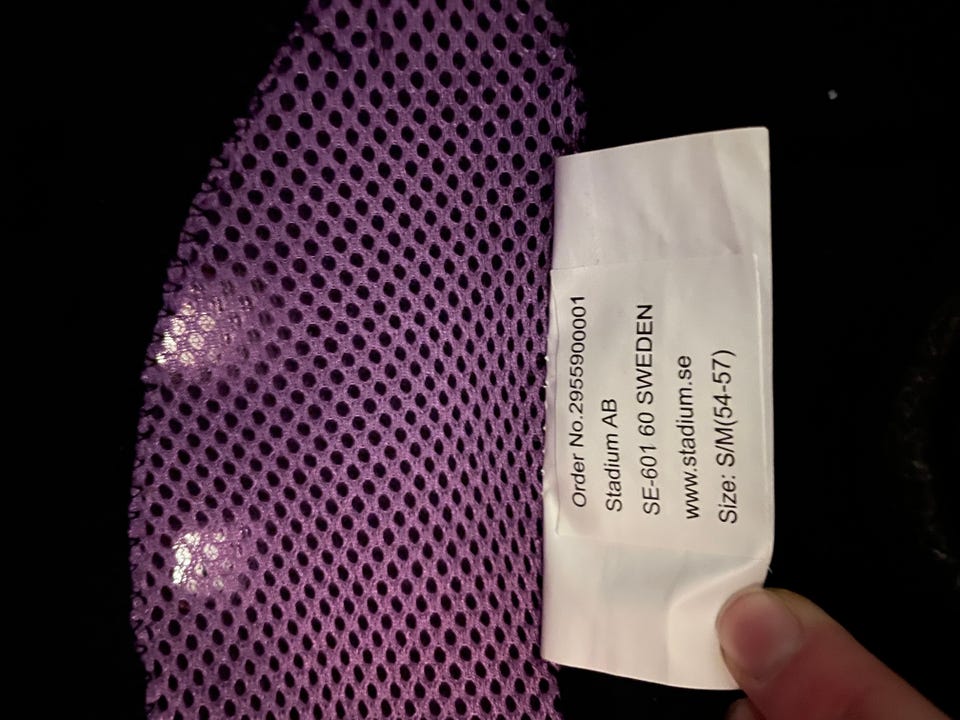 Order No.2955900001
Stadium AB
SE-601 60 SWEDEN
www.stadium.se
Size: S/M(54-57)